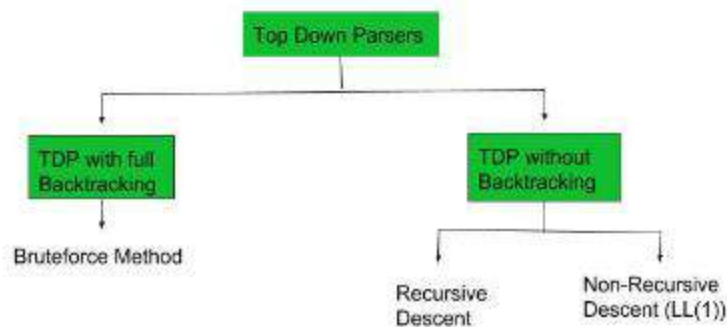 Top Down Parsers
TDP with full
Backtracking
TDP without
Backtracking
Bruteforce Method
Recursive
Descent
Non-Recursive
Descent (LL(1))